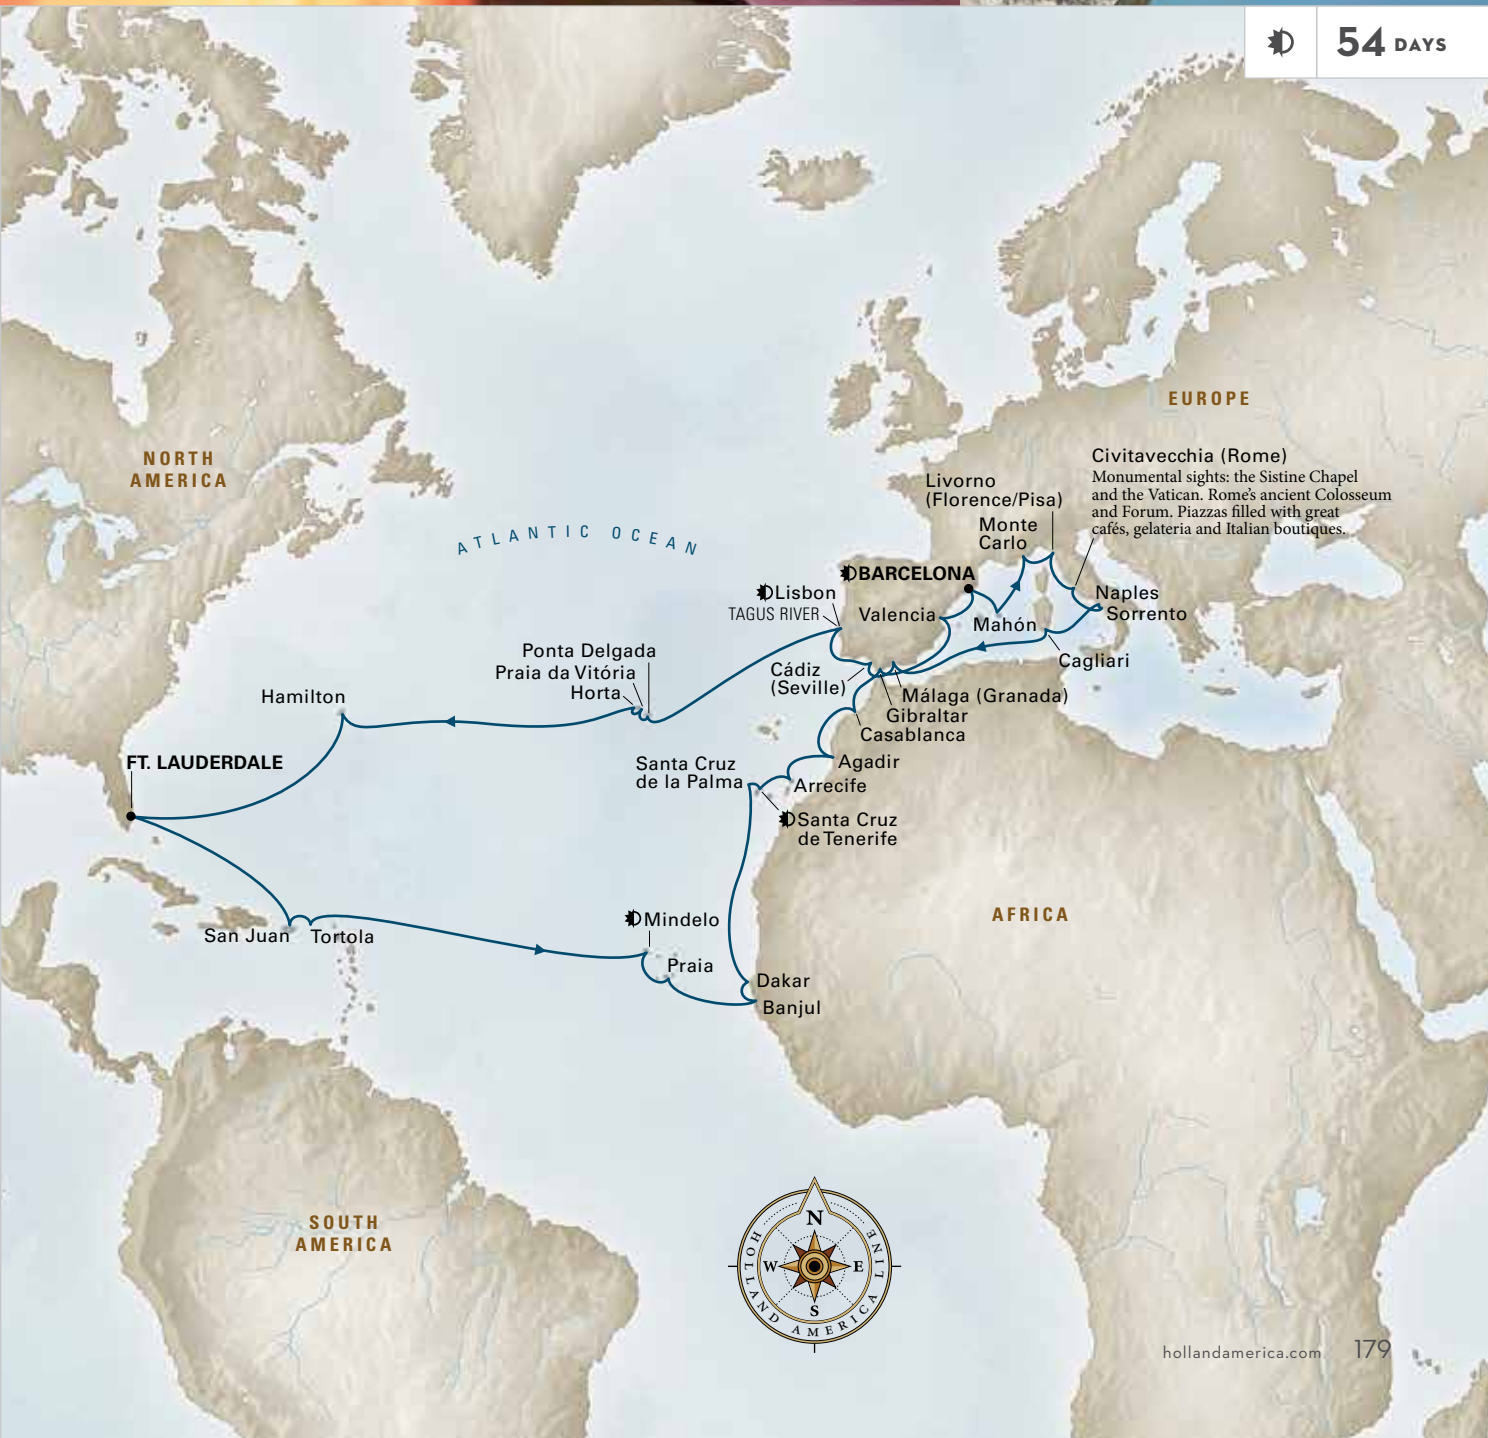 54 DAYS
NORTH
AMERICA
EUROPE
ATLANTIC OCEAN
Civitavecchia (Rome)
Monumental sights: the Sistine Chapel
and the Vatican. Rome's ancient Colosseum
and Forum. Piazzas filled with great
cafés, gelateria and Italian boutiques.
Livorno
(Florence/Pisa)
Monte
Carlo
BARCELONA
Lisbon
TAGUS RIVER
Valencia
Mahón
Naples
Sorrento
Cagliari
Ponta Delgada
Praia da Vitória
Horta
Hamilton
Cádiz
(Seville)
Málaga (Granada)
Gibraltar
Casablanca
FT. LAUDERDALE
Santa Cruz
de la Palma
Agadir
Arrecife
Santa Cruz
de Tenerife
AFRICA
San Juan
Tortola
Mindelo
Praia
Dakar
Banjul
SOUTH
AMERICA
N
W
E
S
HOLLAND AMERICA LINE
hollandamerica.com
179